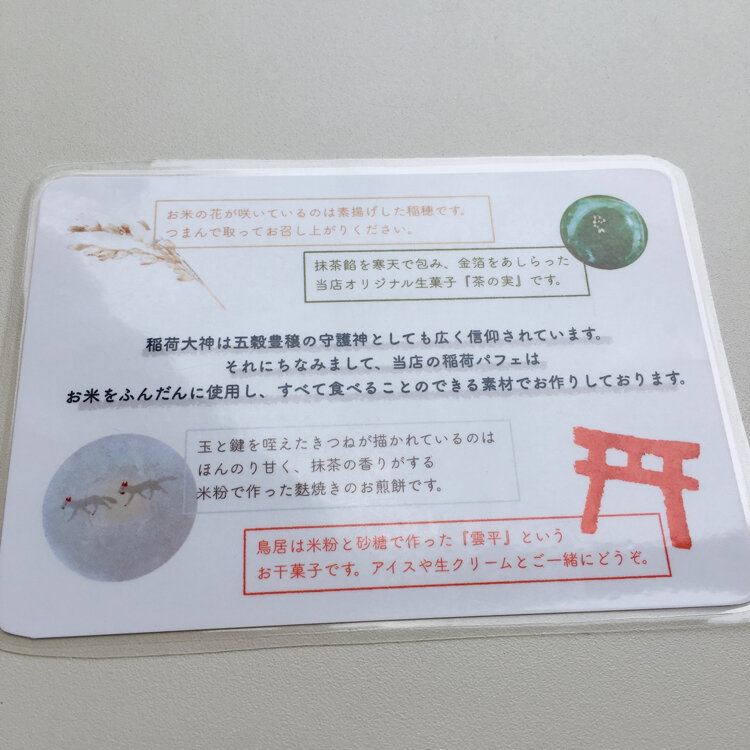 お米の花が咲いているのは素揚げした稲穂です。
つまんで取ってお召し上がりください。
抹茶餡を寒天で包み、金箔をあしらった
当店オリジナル生菓子『茶の実』です。
稲荷大神は五穀豊穣の守護神としても広く信仰されています。
それにちなみまして、当店の稲荷パフェは
お米をふんだんに使用し、すべて食べることのできる素材でお作りしております。
玉と鍵を咥えたきつねが描かれているのは
ほんのり甘く、抹茶の香りがする
米粉で作った麩焼きのお煎餅です。
鳥居は米粉と砂糖で作った『雲平』という
お干菓子です。アイスや生クリームとご一緒にどうぞ。